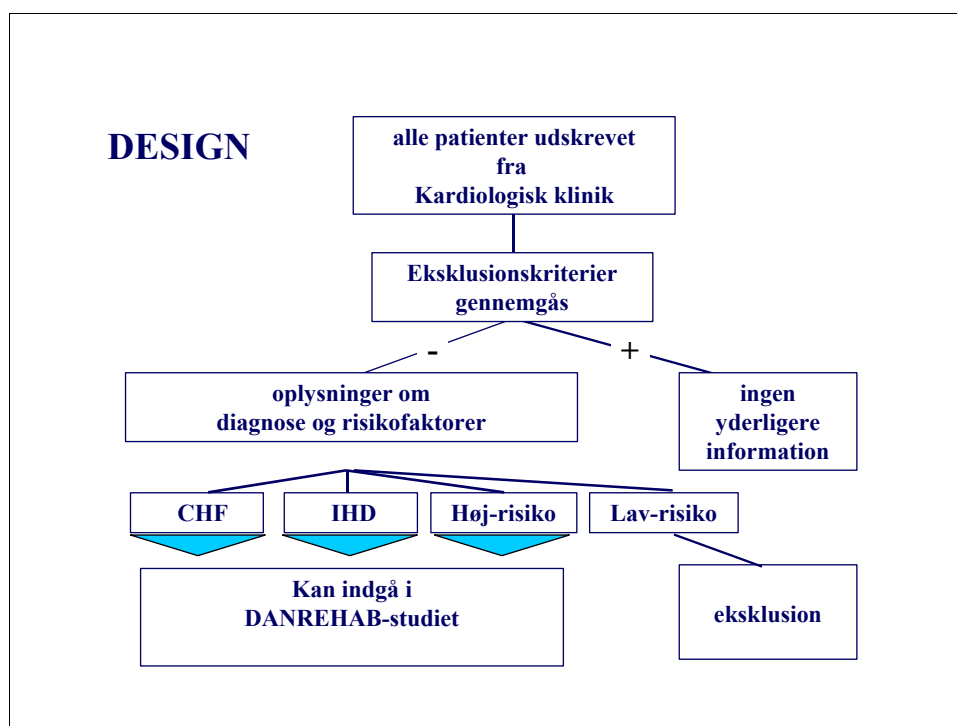 DESIGN
alle patienter udskrevet
fra
Kardiologisk klinik
Eksklusionskriterier
gennemgås
-
+
oplysninger om
diagnose og risikofaktorer
ingen
yderligere
information
CHF
IHD
Høj-risiko
Lav-risiko
Kan indgå i
DANREHAB-studiet
eksklusion